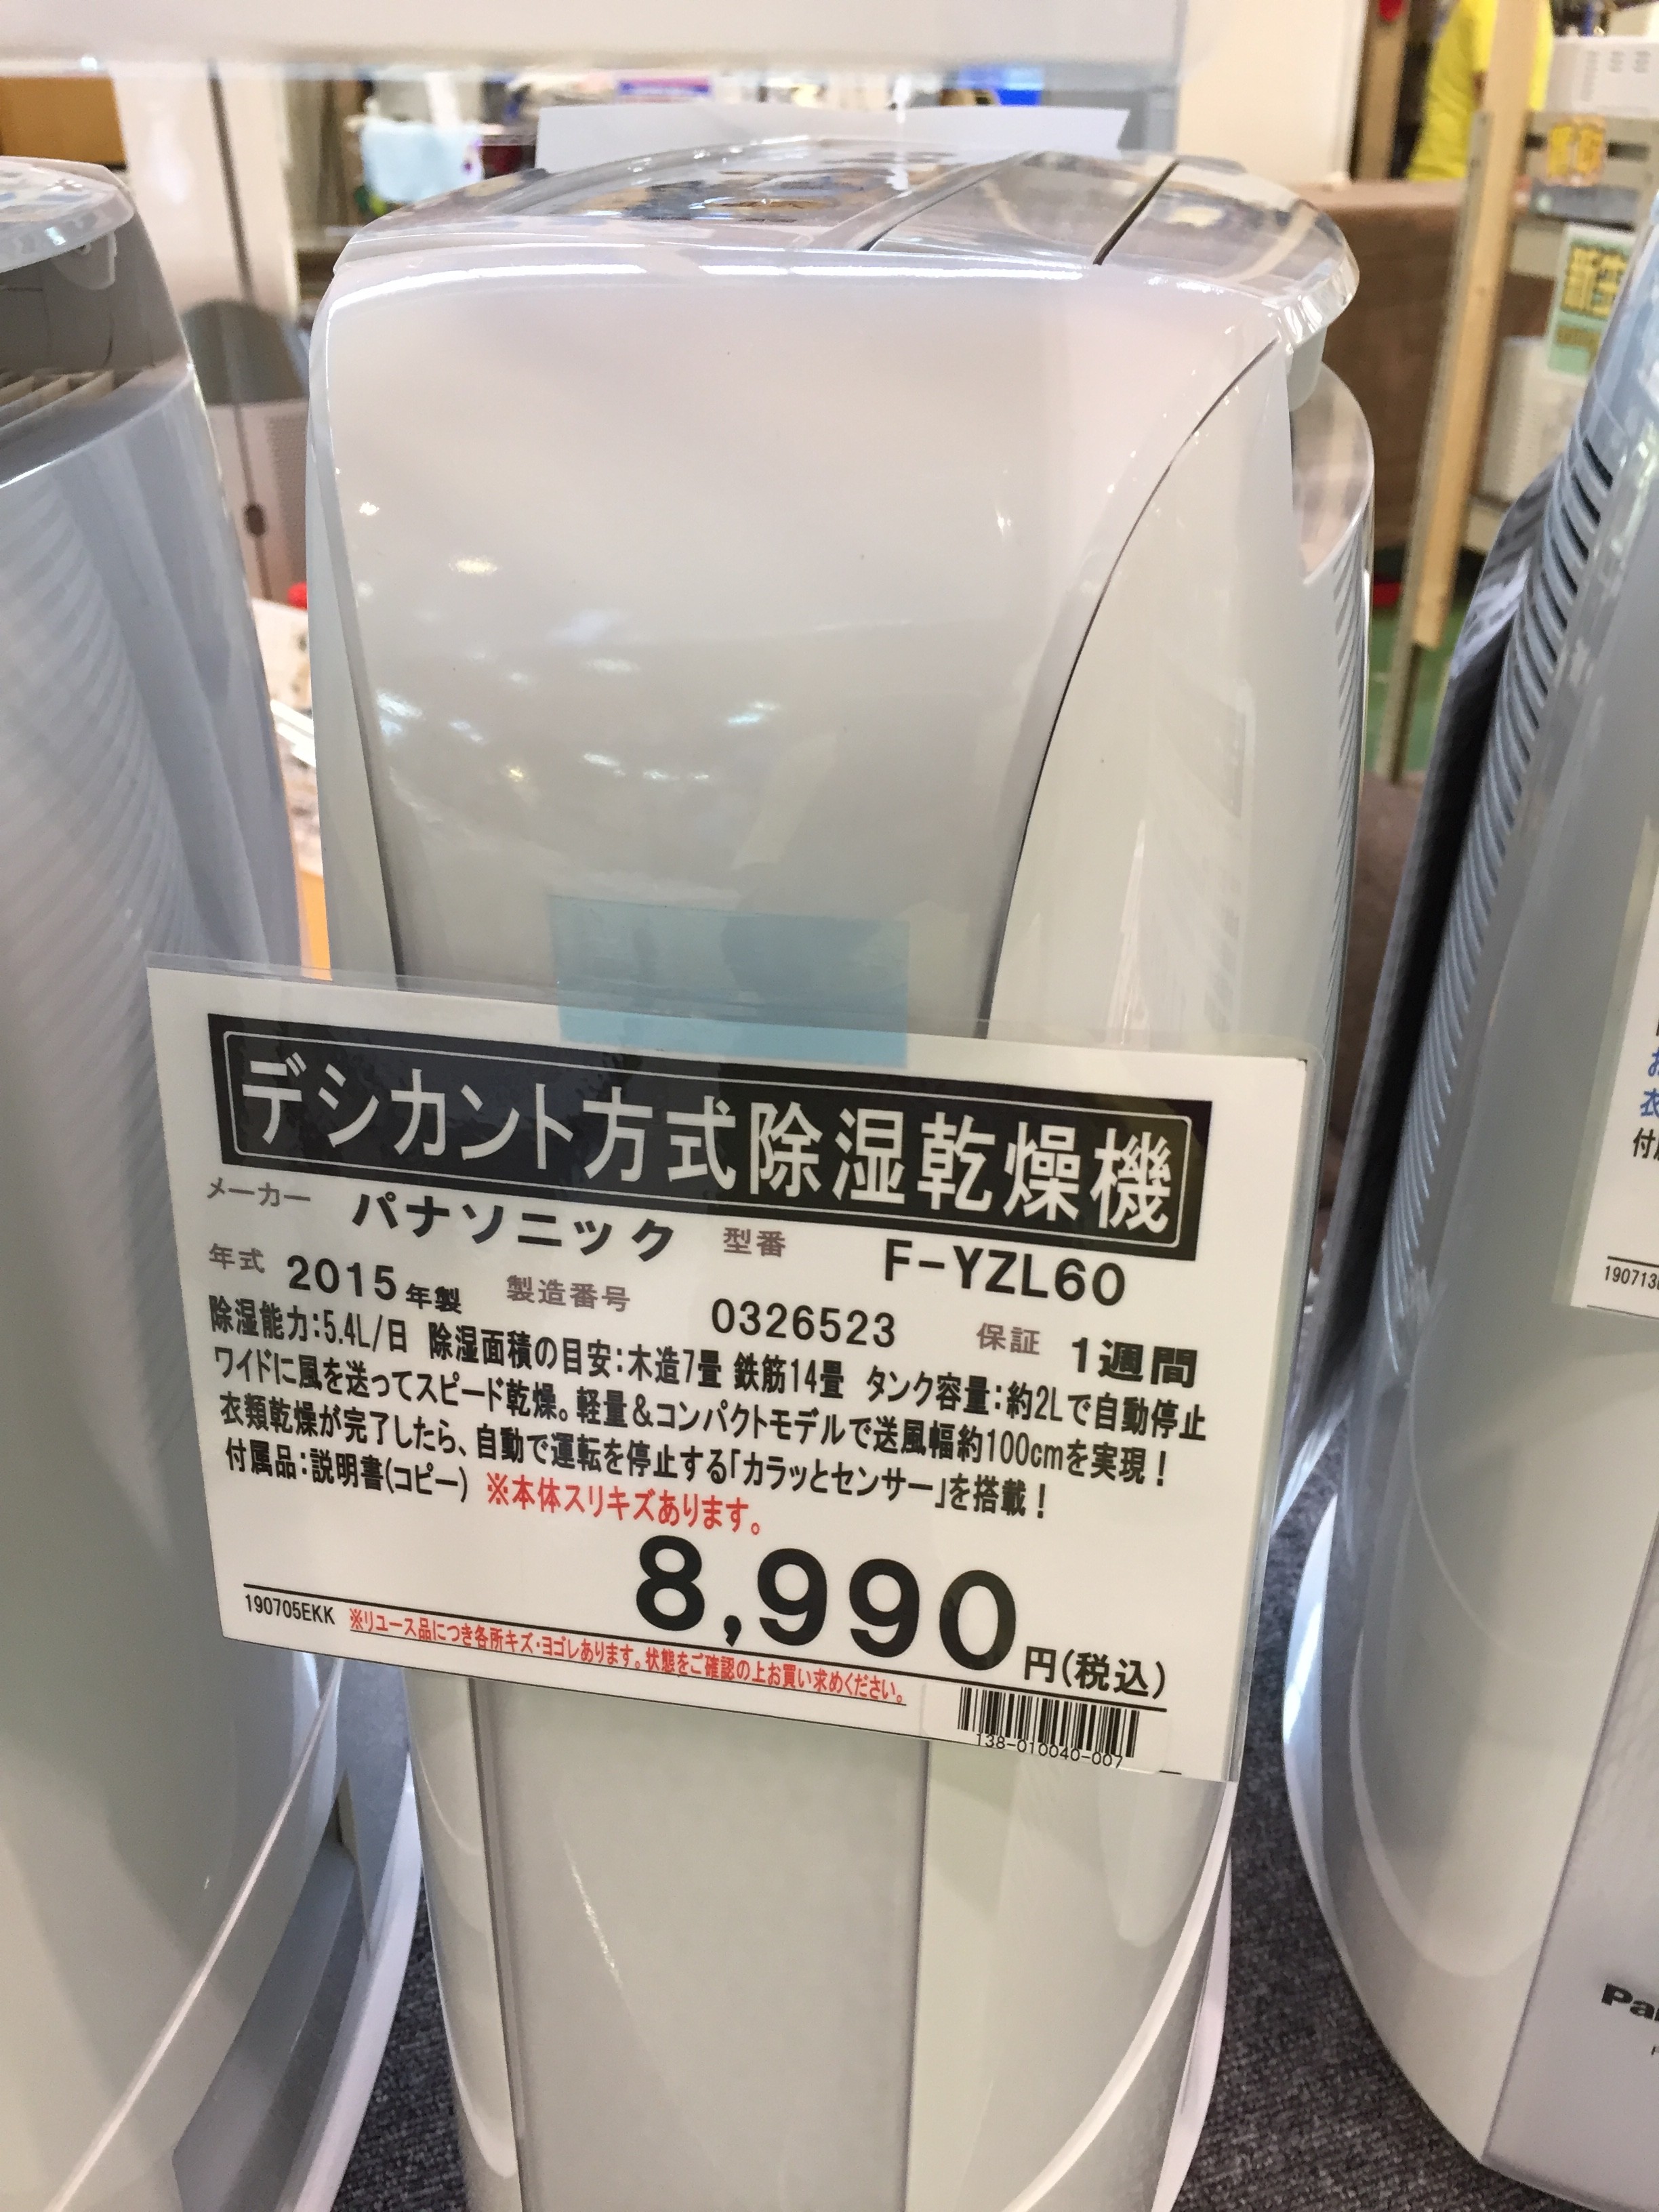 デシカント方式除湿乾燥機
メーカー パナソニック 型番 F-YZL60
年式 2015年製 製造番号 0326523 保証 1週間
除湿能力:5.4L/日 除湿面積の目安:木造7畳 鉄筋14畳 タンク容量:約2Lで自動停止
ワイドに風を送ってスピード乾燥。軽量&コンパクトモデルで送風幅約100cmを実現!
衣類乾燥が完了したら、自動で運転を停止する「カラッとセンサー」を搭載!
付属品:説明書(コピー) ※本体スリキズあります。
8,990円(税込)
190705EKK ※リユース品につき各所キズ・ヨゴレあります。状態をご確認の上お買い求めください。
138-010040-007
お
衣
付
190713
Pa
新生